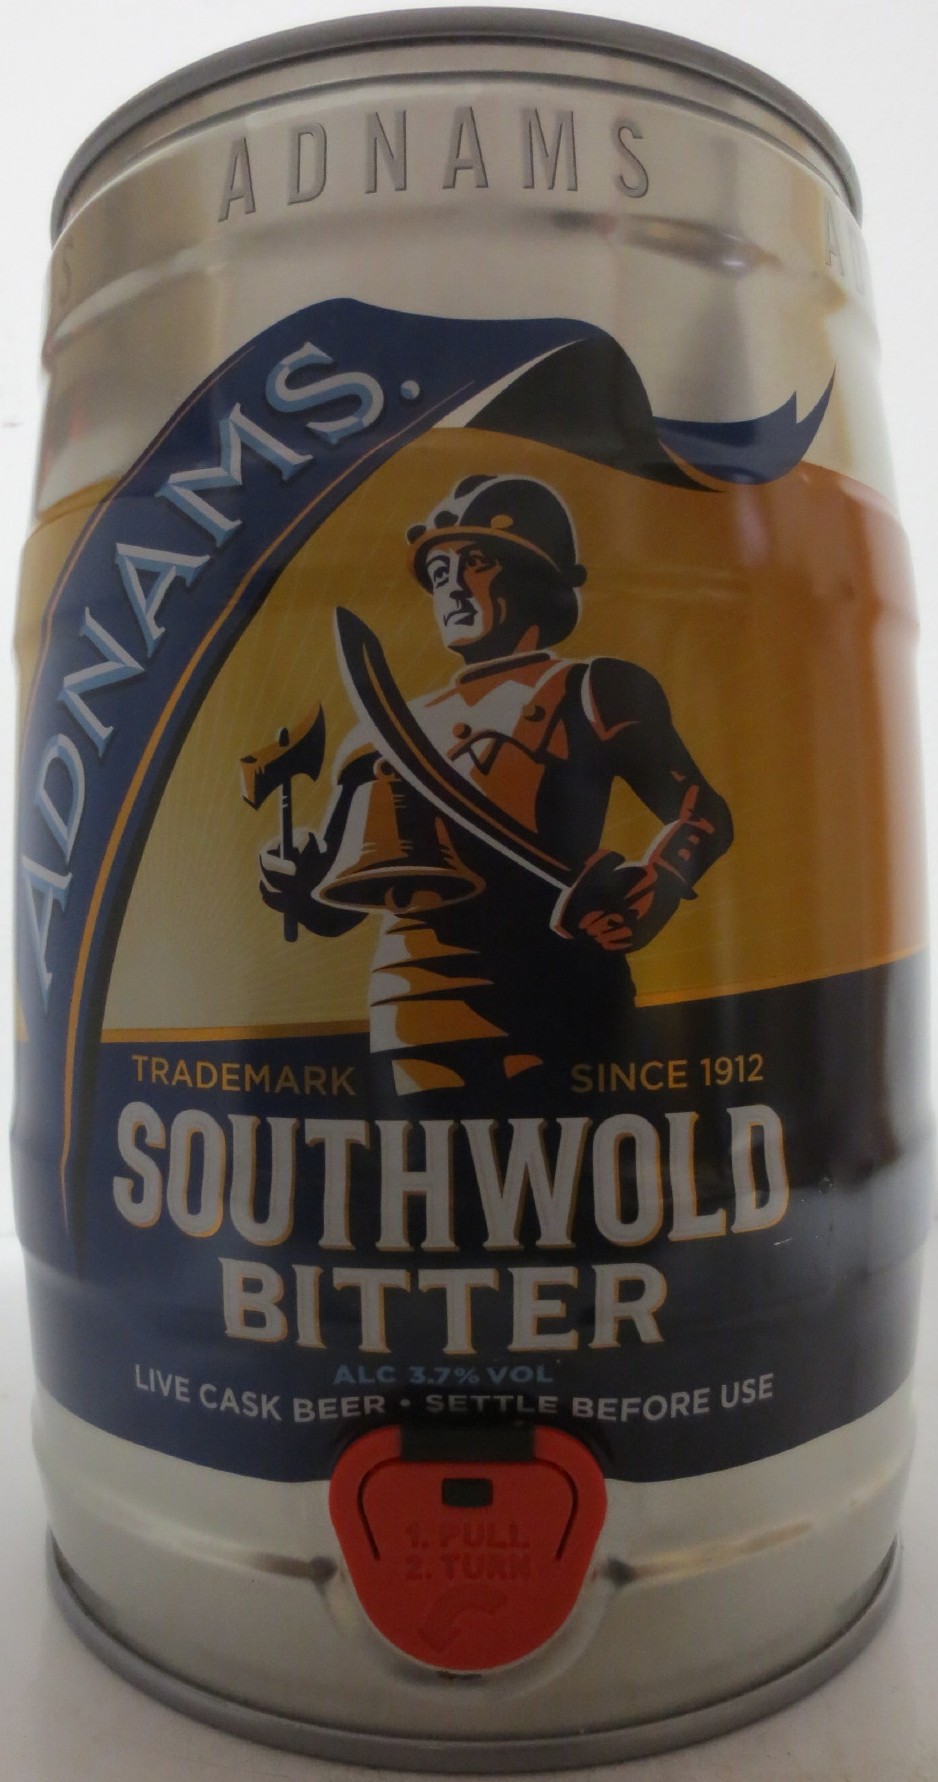 ADNAMS
ADNAMS.
TRADEMARK SINCE 1912
SOUTHWOLD
BITTER
ALC 3.7% VOL
LIVE CASK BEER • SETTLE BEFORE USE
1. PULL
2. TURN